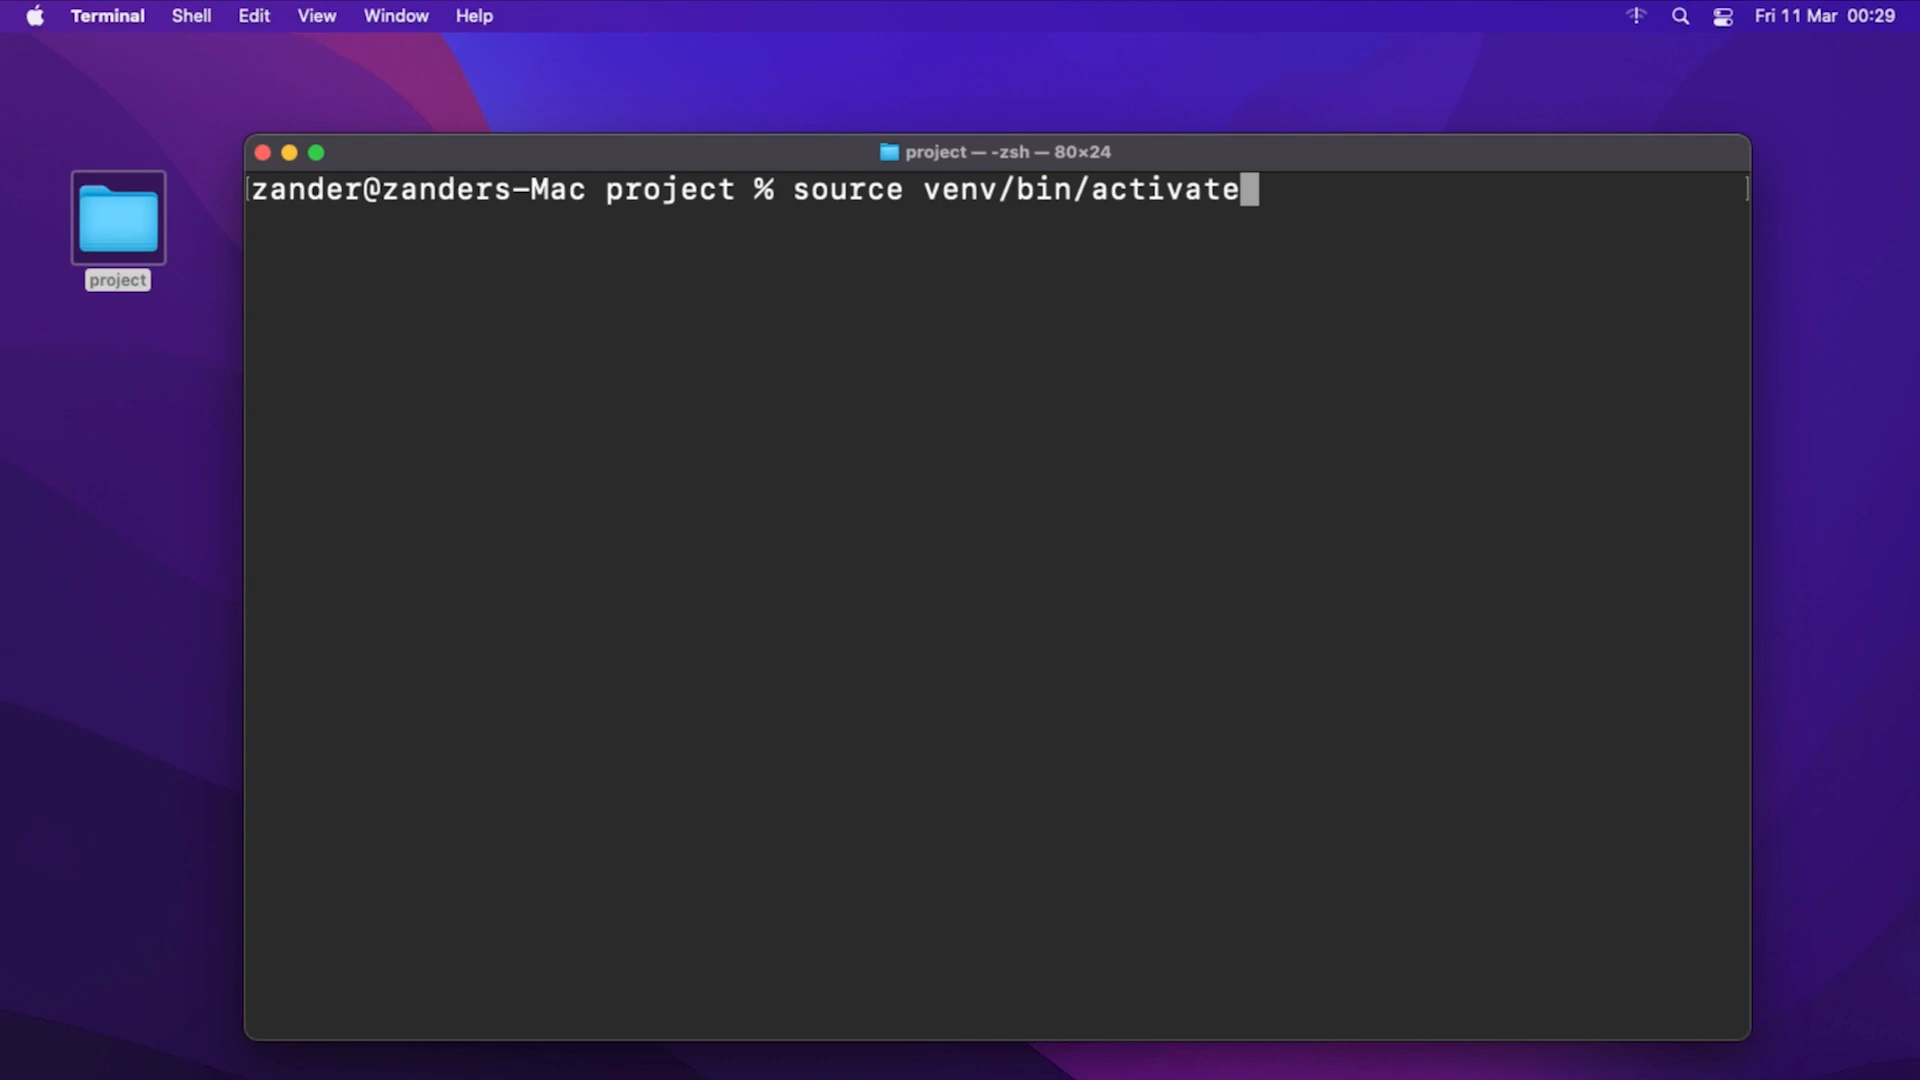 Terminal Shell Edit View Window Help Fri 11 Mar 00:29
project — -zsh — 80×24
[zander@zanders-Mac project % source venv/bin/activate ]
project